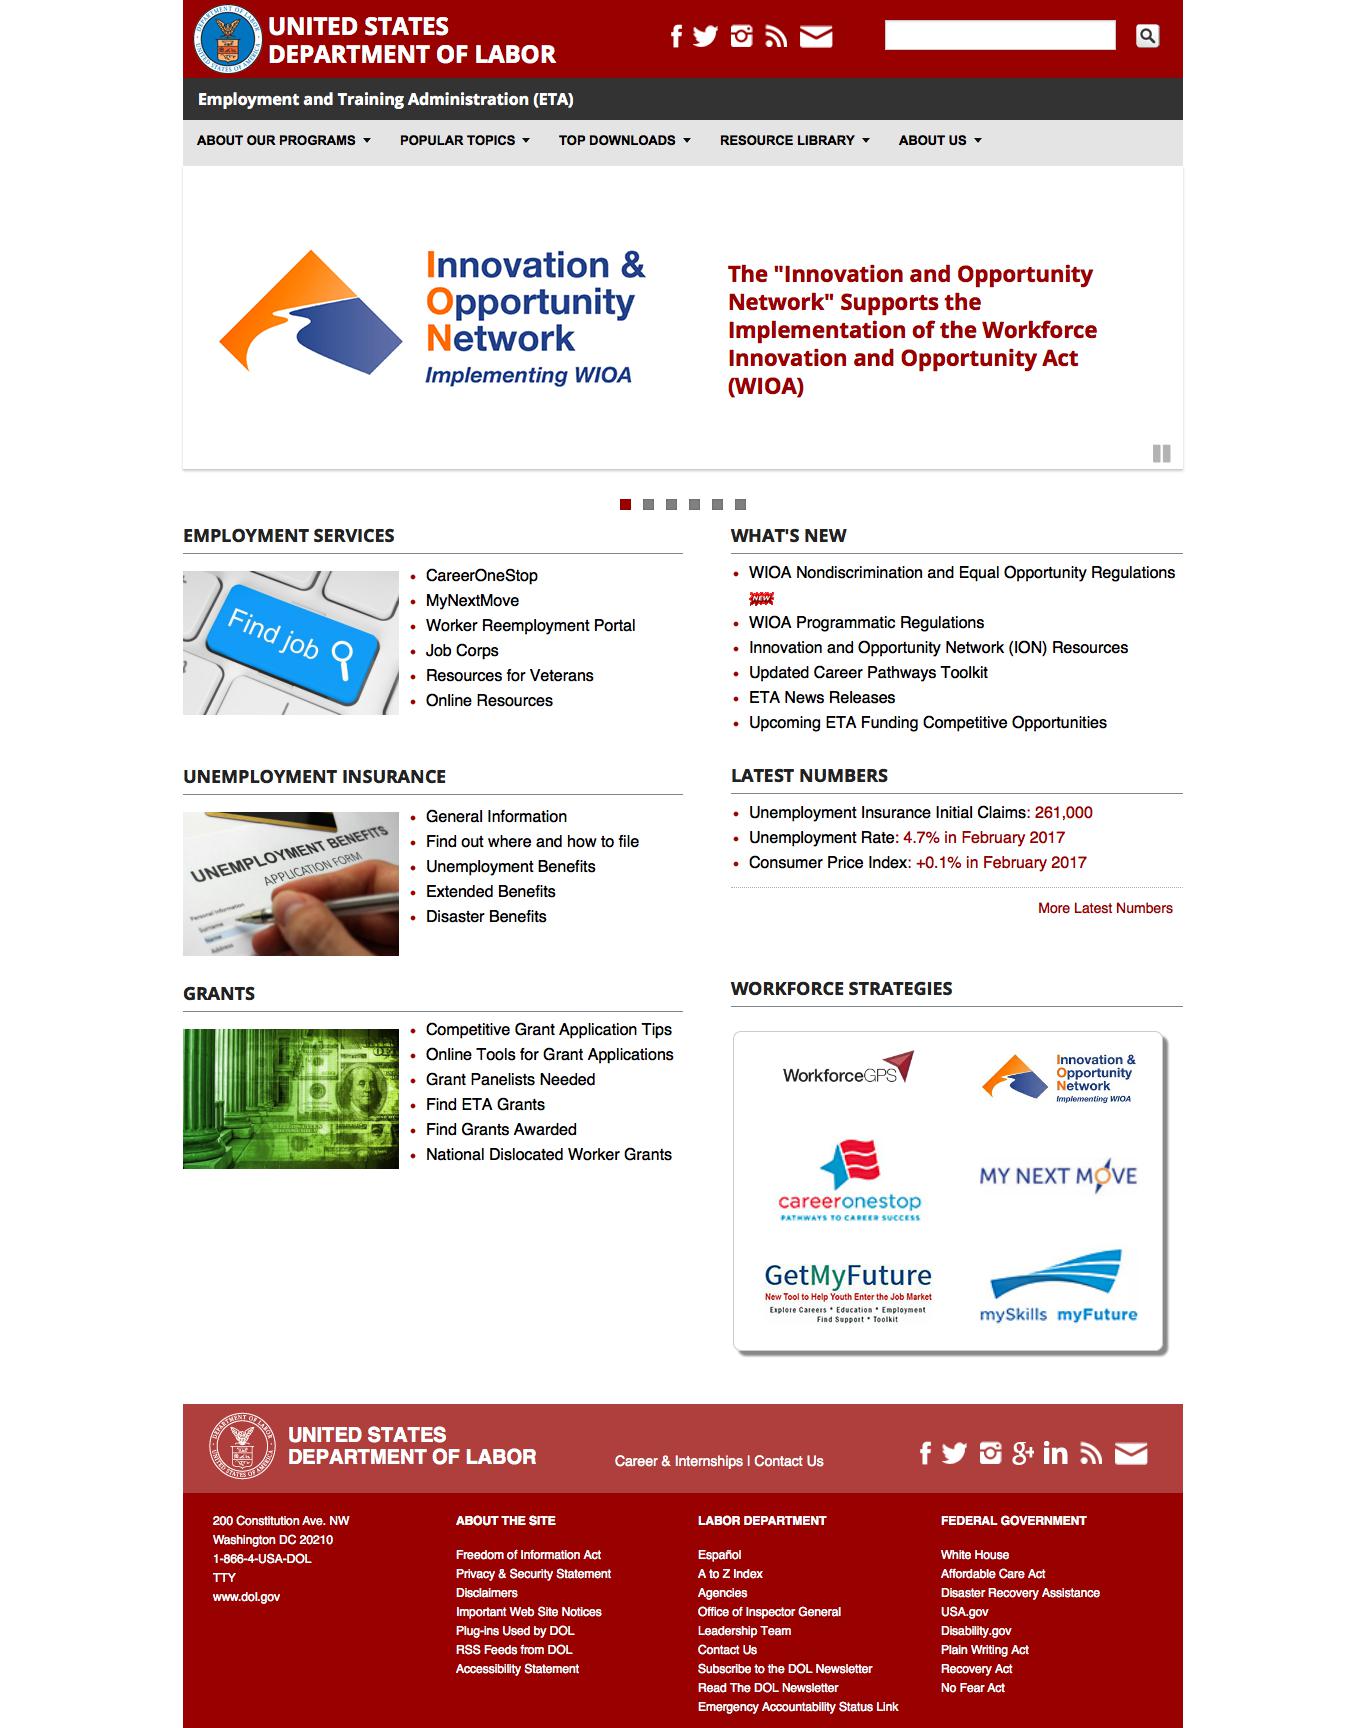 UNITED STATES
DEPARTMENT OF LABOR
Employment and Training Administration (ETA)
ABOUT OUR PROGRAMS
POPULAR TOPICS
TOP DOWNLOADS
RESOURCE LIBRARY
ABOUT US
Innovation &
Opportunity
Network
Implementing WIOA
The "Innovation and Opportunity
Network" Supports the
Implementation of the Workforce
Innovation and Opportunity Act
(WIOA)
EMPLOYMENT SERVICES
Find job
CareerOneStop
MyNextMove
Worker Reemployment Portal
Job Corps
Resources for Veterans
Online Resources
WHAT'S NEW
WIOA Nondiscrimination and Equal Opportunity Regulations
NEW
WIOA Programmatic Regulations
Innovation and Opportunity Network (ION) Resources
Updated Career Pathways Toolkit
ETA News Releases
Upcoming ETA Funding Competitive Opportunities
UNEMPLOYMENT INSURANCE
UNEMPLOYMENT BENEFITS
APPLICATION FORM
Personal Information
Surname
Name
Address
General Information
Find out where and how to file
Unemployment Benefits
Extended Benefits
Disaster Benefits
LATEST NUMBERS
Unemployment Insurance Initial Claims: 261,000
Unemployment Rate: 4.7% in February 2017
Consumer Price Index: +0.1% in February 2017
More Latest Numbers
GRANTS
Competitive Grant Application Tips
Online Tools for Grant Applications
Grant Panelists Needed
Find ETA Grants
Find Grants Awarded
National Dislocated Worker Grants
WORKFORCE STRATEGIES
WorkforceGPS
Innovation &
Opportunity
Network
Implementing WIOA
careeronestop
PATHWAYS TO CAREER SUCCESS
MY NEXT MOVE
GetMyFuture
New Tool to Help Youth Enter the Job Market
Explore Careers * Education * Employment
Find Support * Toolkit
mySkills myFuture
UNITED STATES
DEPARTMENT OF LABOR
Career & Internships | Contact Us
200 Constitution Ave. NW
Washington DC 20210
1-866-4-USA-DOL
TTY
www.dol.gov
ABOUT THE SITE
Freedom of Information Act
Privacy & Security Statement
Disclaimers
Important Web Site Notices
Plug-ins Used by DOL
RSS Feeds from DOL
Accessibility Statement
LABOR DEPARTMENT
Español
A to Z Index
Agencies
Office of Inspector General
Leadership Team
Contact Us
Subscribe to the DOL Newsletter
Read The DOL Newsletter
Emergency Accountability Status Link
FEDERAL GOVERNMENT
White House
Affordable Care Act
Disaster Recovery Assistance
USA.gov
Disability.gov
Plain Writing Act
Recovery Act
No Fear Act